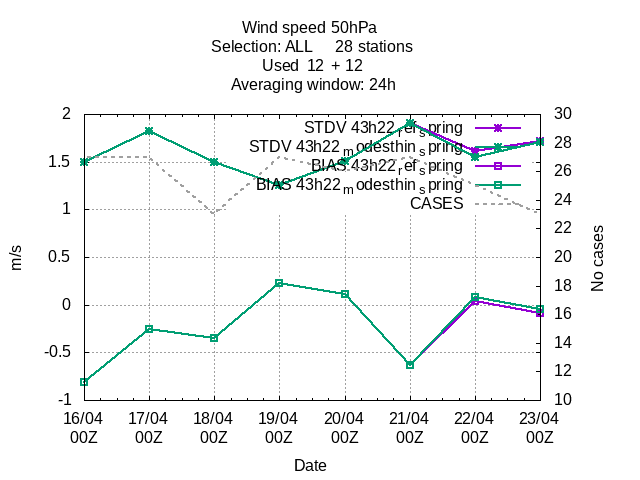 Wind speed 50hPa
Selection: ALL 28 stations
Used 12 + 12
Averaging window: 24h
STDV 43h22_ref_spring
STDV 43h22_modesthin_spring
BIAS 43h22_ref_spring
BIAS 43h22_modesthin_spring
CASES
2
1.5
1
0.5
0
-0.5
-1
m/s
30
28
26
24
22
20
18
16
14
12
10
No cases
16/04 17/04 18/04 19/04 20/04 21/04 22/04 23/04
00Z 00Z 00Z 00Z 00Z 00Z 00Z 00Z
Date